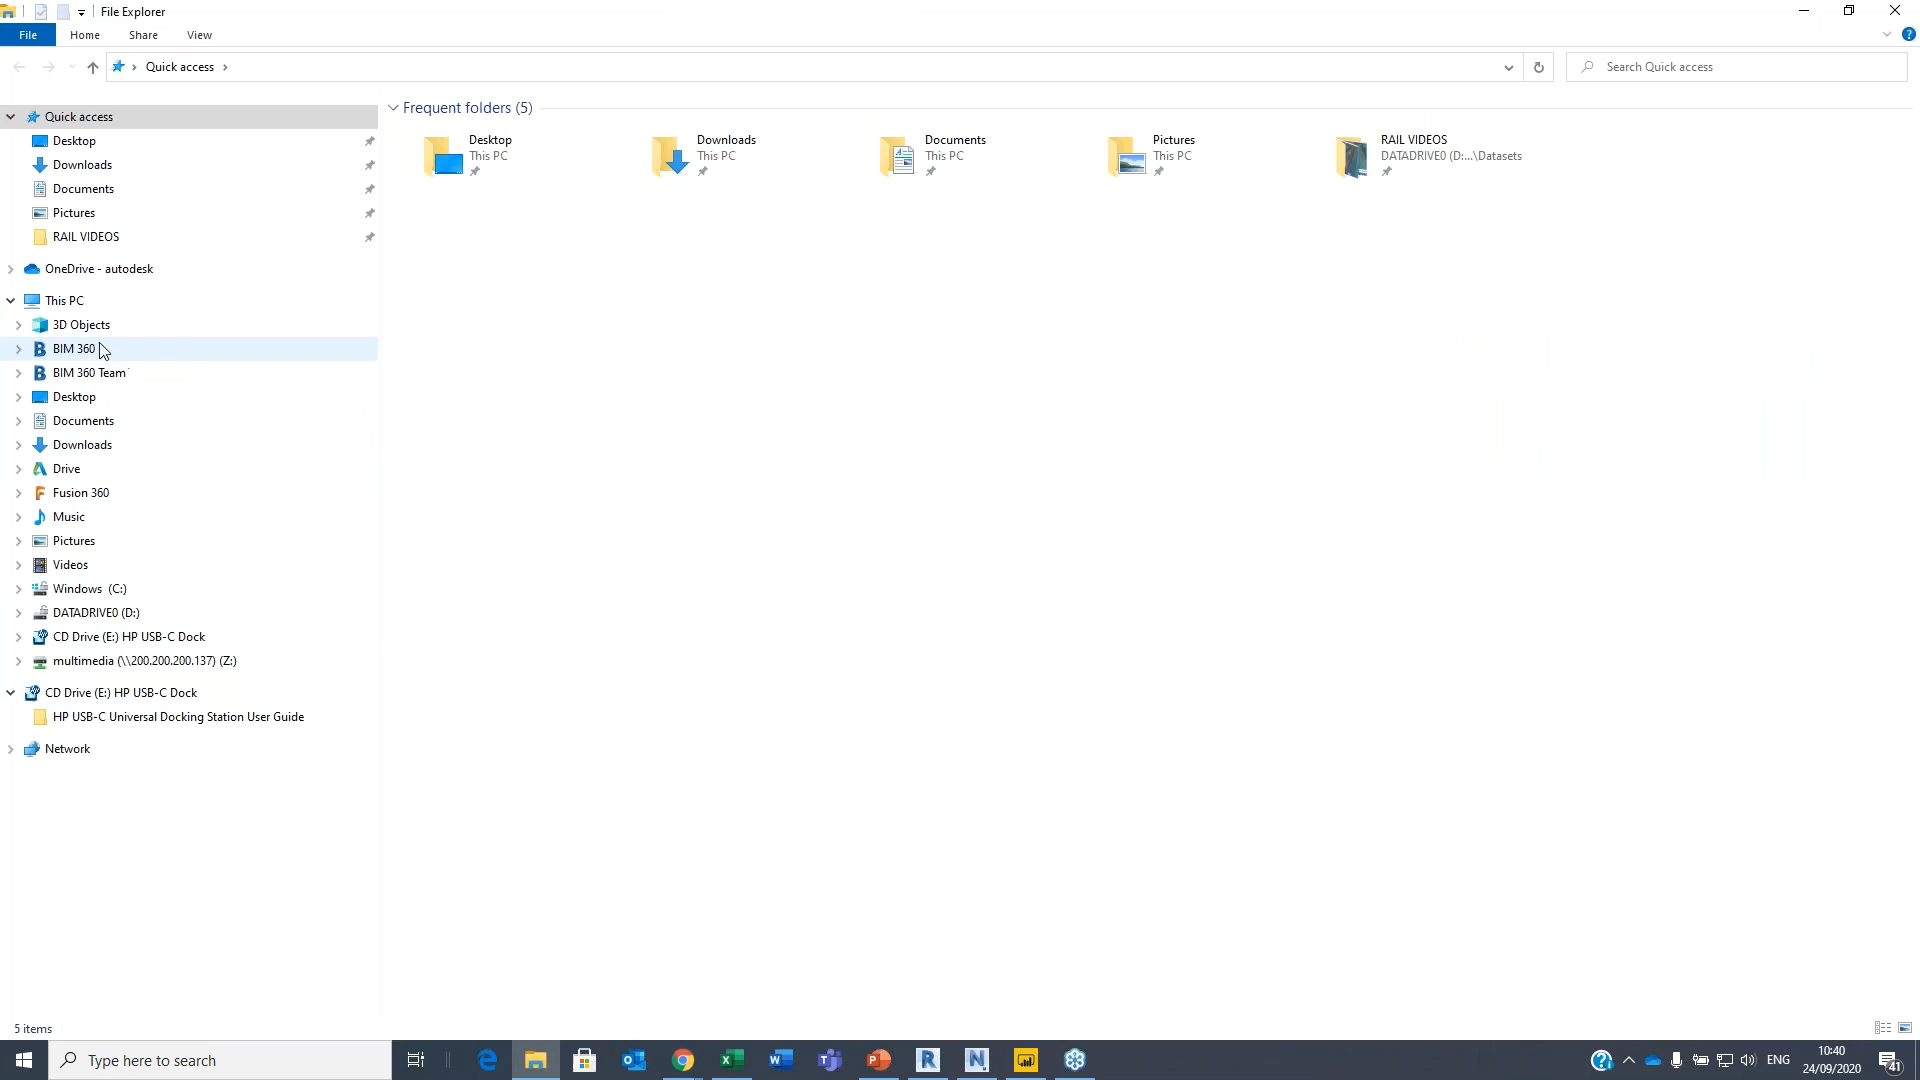 File Explorer
File Home Share View
Quick access
Search Quick access
Quick access
Desktop
Downloads
Documents
Pictures
RAIL VIDEOS
OneDrive - autodesk
This PC
3D Objects
BIM 360
BIM 360 Team
Desktop
Documents
Downloads
Drive
Fusion 360
Music
Pictures
Videos
Windows (C:)
DATADRIVE0 (D:)
CD Drive (E:) HP USB-C Dock
multimedia (\\200.200.200.137) (Z:)
CD Drive (E:) HP USB-C Dock
HP USB-C Universal Docking Station User Guide
Network
Frequent folders (5)
Desktop
This PC
Downloads
This PC
Documents
This PC
Pictures
This PC
RAIL VIDEOS
DATADRIVE0 (D:...\Datasets
5 items
Type here to search
ENG
10:40
24/09/2020
41